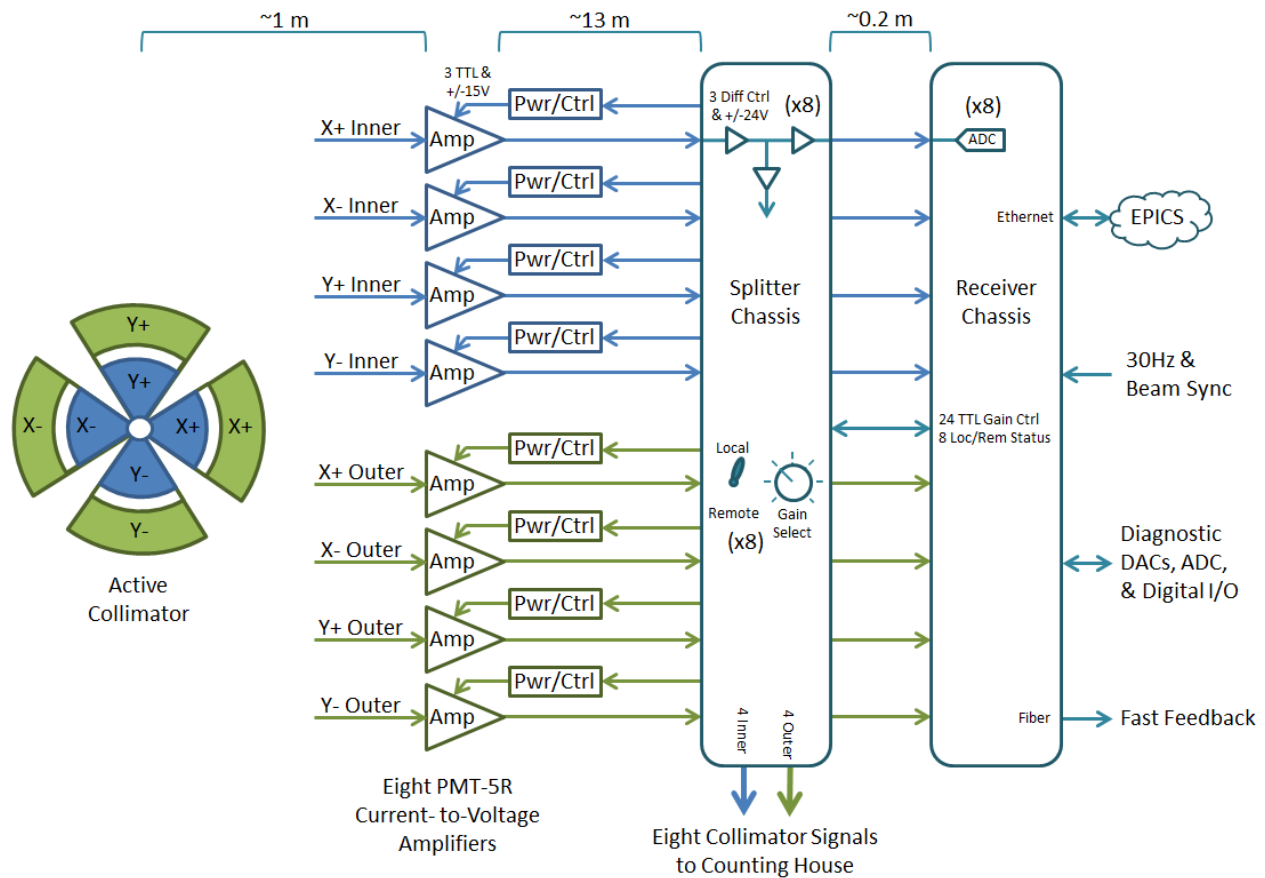 ~1 m
~13 m
~0.2 m
3 TTL &
+/-15V
Pwr/Ctrl
3 Diff Ctrl
& +/-24V
(x8)
(x8)
X+ Inner
Amp
ADC
Pwr/Ctrl
X- Inner
Amp
Ethernet
EPICS
Pwr/Ctrl
Y+ Inner
Amp
Splitter
Chassis
Receiver
Chassis
Pwr/Ctrl
Y- Inner
Amp
30Hz &
Beam Sync
Y+
Y+
X-
X-
X+
X+
Y-
Y-
Active
Collimator
24 TTL Gain Ctrl
8 Loc/Rem Status
Pwr/Ctrl
X+ Outer
Amp
Local
Remote
(x8)
Gain
Select
Pwr/Ctrl
X- Outer
Amp
Diagnostic
DACs, ADC,
& Digital I/O
Pwr/Ctrl
Y+ Outer
Amp
Pwr/Ctrl
Y- Outer
Amp
4 Inner
4 Outer
Fiber
Fast Feedback
Eight PMT-5R
Current- to-Voltage
Amplifiers
Eight Collimator Signals
to Counting House